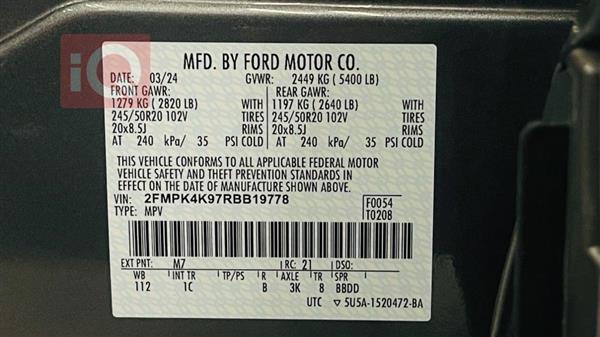 iQ
MFD. BY FORD MOTOR CO.
DATE: 03/24 GVWR: 2449 KG ( 5400 LB)
FRONT GAWR: REAR GAWR:
1279 KG ( 2820 LB) WITH 1197 KG ( 2640 LB) WITH
245/50R20 102V TIRES 245/50R20 102V TIRES
20x8.5J RIMS 20x8.5J RIMS
AT 240 kPa/ 35 PSI COLD AT 240 kPa/ 35 PSI COLD
THIS VEHICLE CONFORMS TO ALL APPLICABLE FEDERAL MOTOR
VEHICLE SAFETY AND THEFT PREVENTION STANDARDS IN
EFFECT ON THE DATE OF MANUFACTURE SHOWN ABOVE.
VIN: 2FMPK4K97RBB19778 F0054
TYPE: MPV T0208
EXT PNT: M7 RC: 21 DSO:
WB INT TR TP/PS R AXLE TR SPR
112 1C B 3K 8 BBDD
UTC ▽ 5U5A-1520472-BA